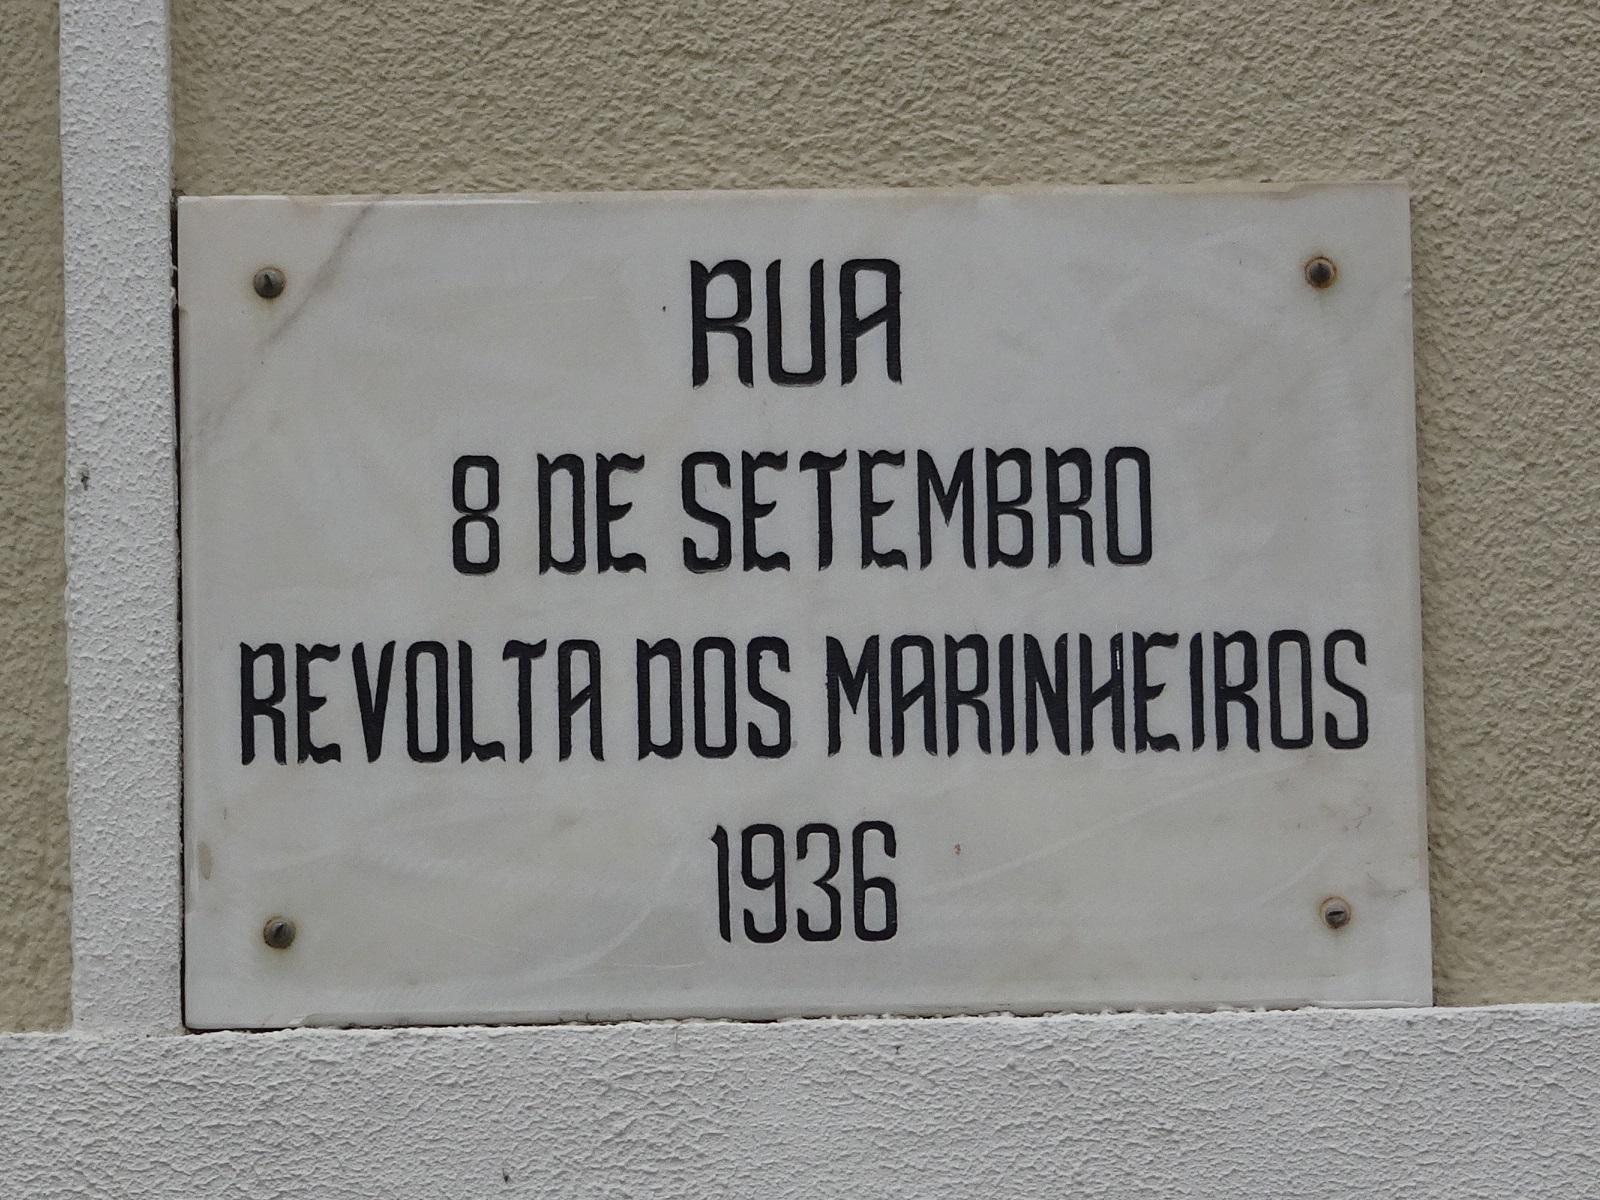 RUA
8 DE SETEMBRO
REVOLTA DOS MARINHEIROS
1936